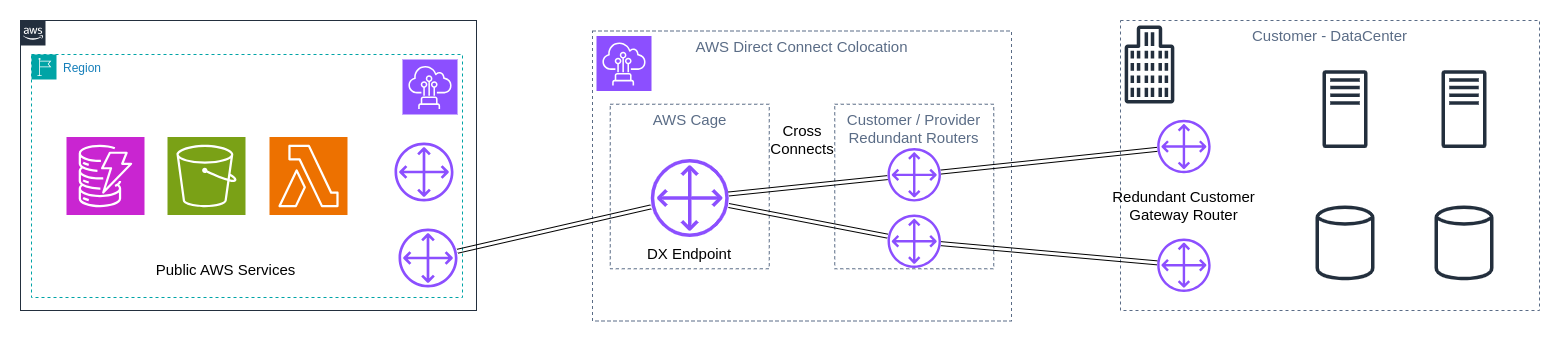 aws
Region
Public AWS Services
AWS Direct Connect Colocation
AWS Cage
DX Endpoint
Cross
Connects
Customer / Provider
Redundant Routers
Customer - DataCenter
Redundant Customer
Gateway Router